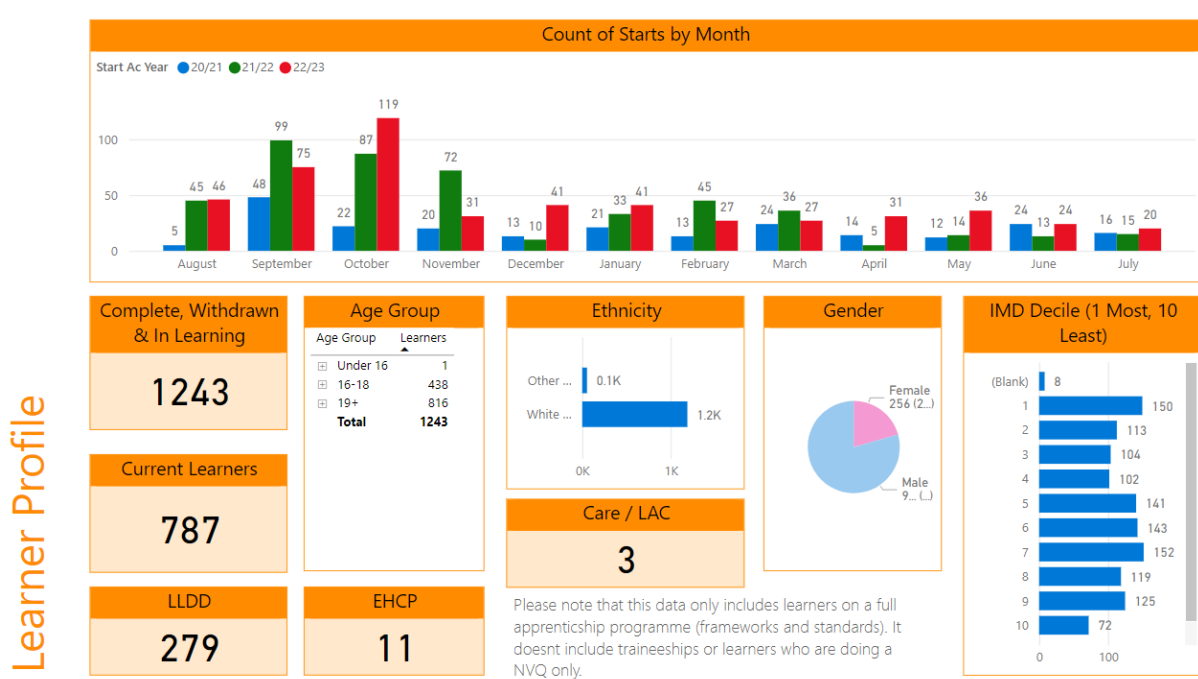 Learner Profile
Count of Starts by Month
Start Ac Year 20/21 21/22 22/23
100
50
0
5 45 46
48 99 75
22 87 119
20 72 31
13 10 41
21 33 41
13 45 27
24 36 27
14 5 31
12 14 36
24 13 24
16 15 20
August September October November December January February March April May June July
Complete, Withdrawn
& In Learning
1243
Current Learners
787
LLDD
279
Age Group
Age Group Learners
Under 16 1
16-18 438
19+ 816
Total 1243
EHCP
11
Ethnicity
Other ... 0.1K
White ... 1.2K
0K 1K
Care / LAC
3
Please note that this data only includes learners on a full
apprenticship programme (frameworks and standards). It
doesnt include traineeships or learners who are doing a
NVQ only.
Gender
Female
256 (2...)
Male
9... (...)
IMD Decile (1 Most, 10
Least)
(Blank) 8
1 150
2 113
3 104
4 102
5 141
6 143
7 152
8 119
9 125
10 72
0 100